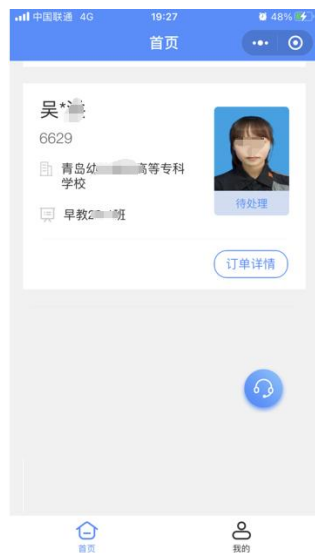 中国联通 4G 19:27 48%
首页
吴*
6629
青岛幼 高等专科
学校
待处理
早教2 班
订单详情
首页 我的